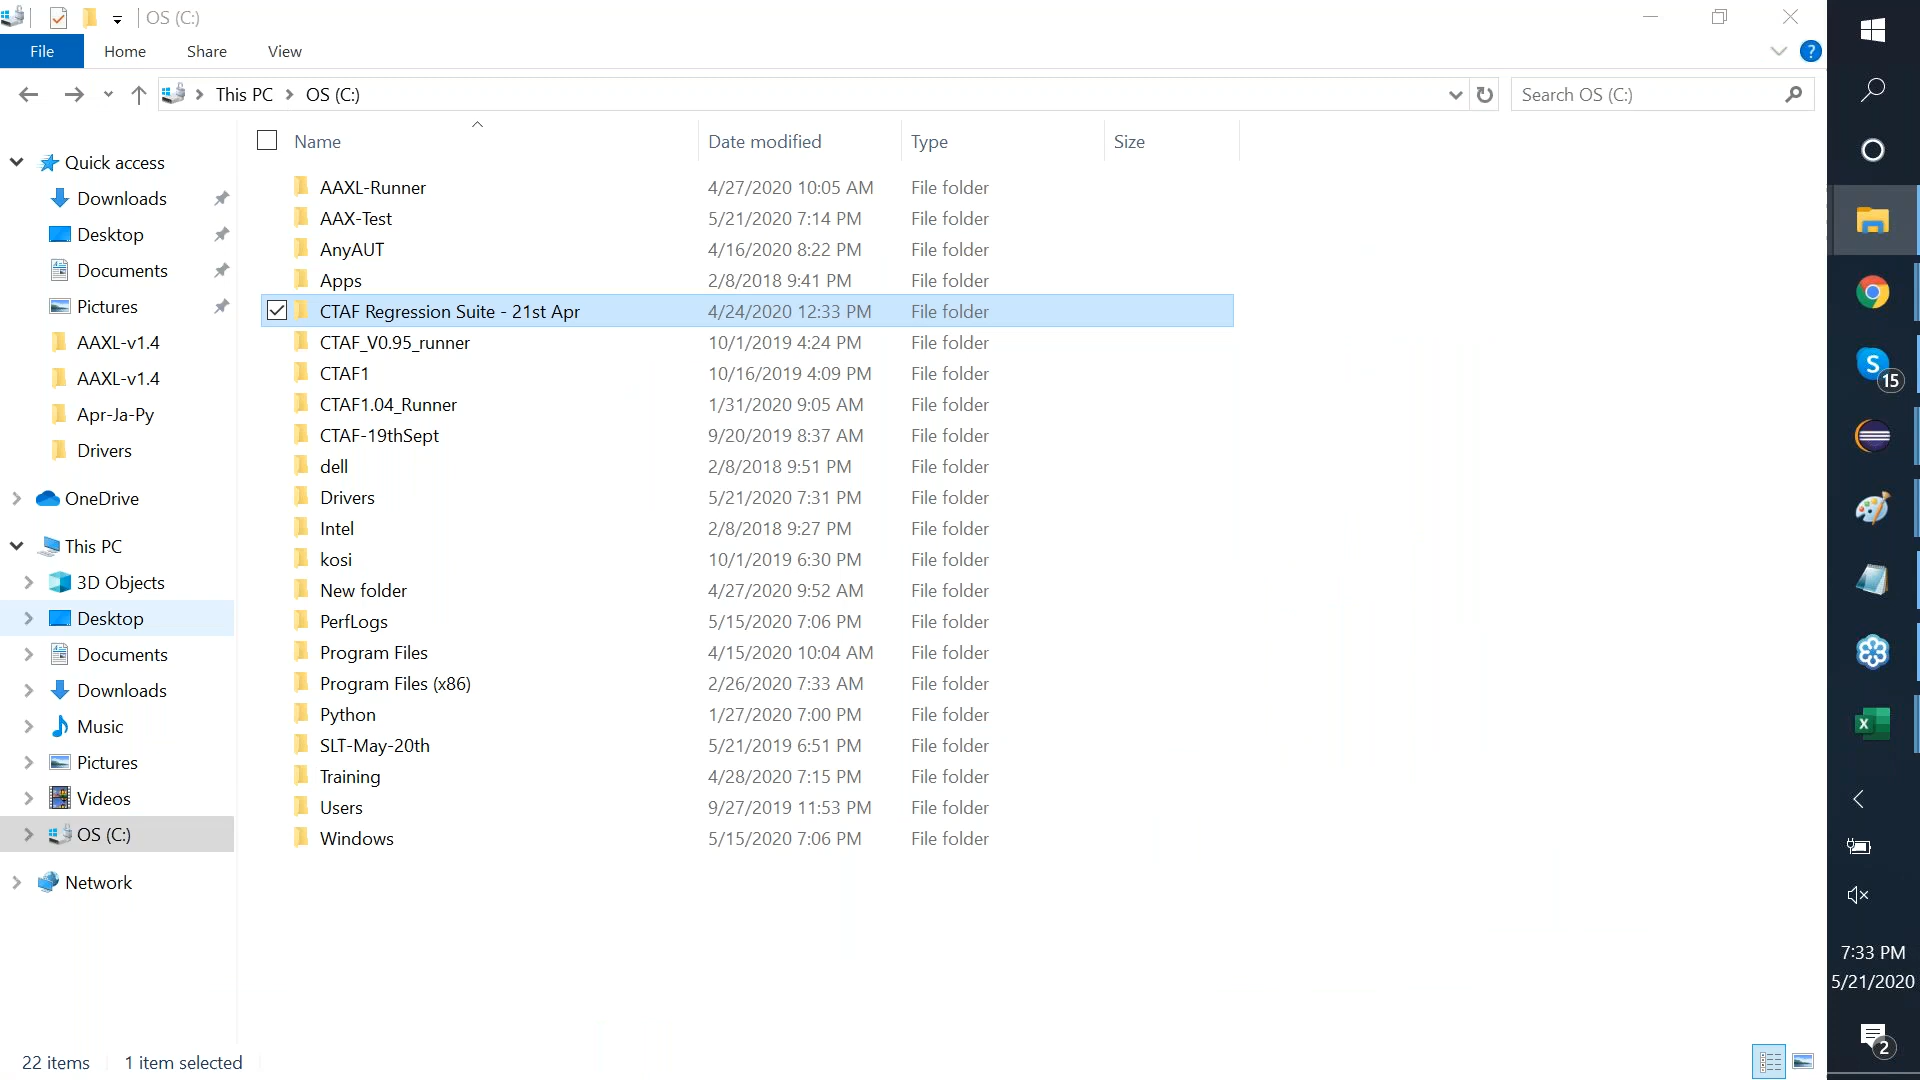 OS (C:)
File Home Share View ?
This PC OS (C:) Search OS (C:)
Name Date modified Type Size
Quick access
Downloads
Desktop
Documents
Pictures
AAXL-v1.4
AAXL-v1.4
Apr-Ja-Py
Drivers
OneDrive
This PC
3D Objects
Desktop
Documents
Downloads
Music
Pictures
Videos
OS (C:)
Network
AAXL-Runner 4/27/2020 10:05 AM File folder
AAX-Test 5/21/2020 7:14 PM File folder
AnyAUT 4/16/2020 8:22 PM File folder
Apps 2/8/2018 9:41 PM File folder
CTAF Regression Suite - 21st Apr 4/24/2020 12:33 PM File folder
CTAF_V0.95_runner 10/1/2019 4:24 PM File folder
CTAF1 10/16/2019 4:09 PM File folder
CTAF1.04_Runner 1/31/2020 9:05 AM File folder
CTAF-19thSept 9/20/2019 8:37 AM File folder
dell 2/8/2018 9:51 PM File folder
Drivers 5/21/2020 7:31 PM File folder
Intel 2/8/2018 9:27 PM File folder
kosi 10/1/2019 6:30 PM File folder
New folder 4/27/2020 9:52 AM File folder
PerfLogs 5/15/2020 7:06 PM File folder
Program Files 4/15/2020 10:04 AM File folder
Program Files (x86) 2/26/2020 7:33 AM File folder
Python 1/27/2020 7:00 PM File folder
SLT-May-20th 5/21/2019 6:51 PM File folder
Training 4/28/2020 7:15 PM File folder
Users 9/27/2019 11:53 PM File folder
Windows 5/15/2020 7:06 PM File folder
22 items 1 item selected
S
15
X
7:33 PM
5/21/2020
2